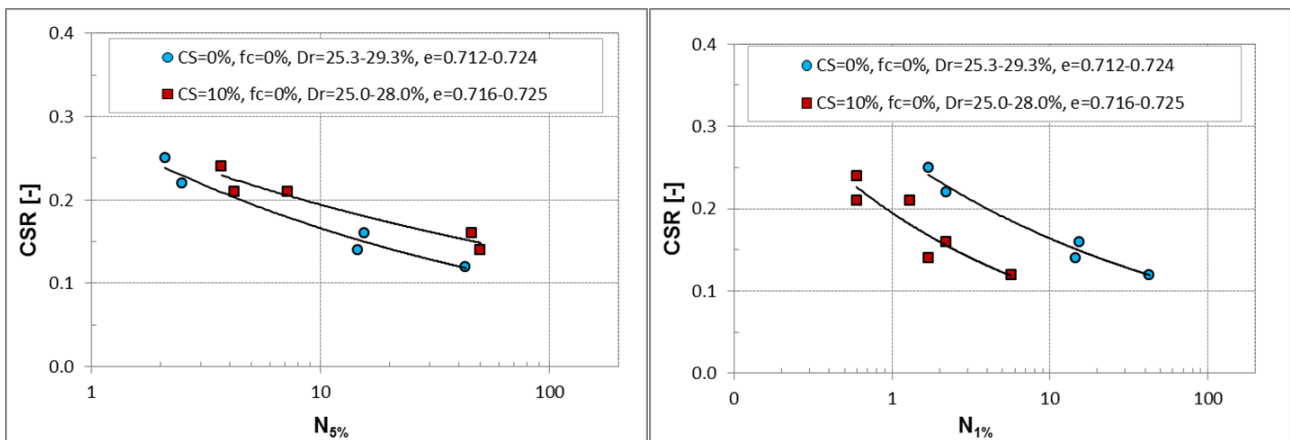 0.4
0.3
0.2
0.1
0.0
CSR [-]
CS=0%, fc=0%, Dr=25.3-29.3%, e=0.712-0.724
CS=10%, fc=0%, Dr=25.0-28.0%, e=0.716-0.725
1 10 100
N5%
0.4
0.3
0.2
0.1
0.0
CSR [-]
CS=0%, fc=0%, Dr=25.3-29.3%, e=0.712-0.724
CS=10%, fc=0%, Dr=25.0-28.0%, e=0.716-0.725
0 1 10 100
N1%